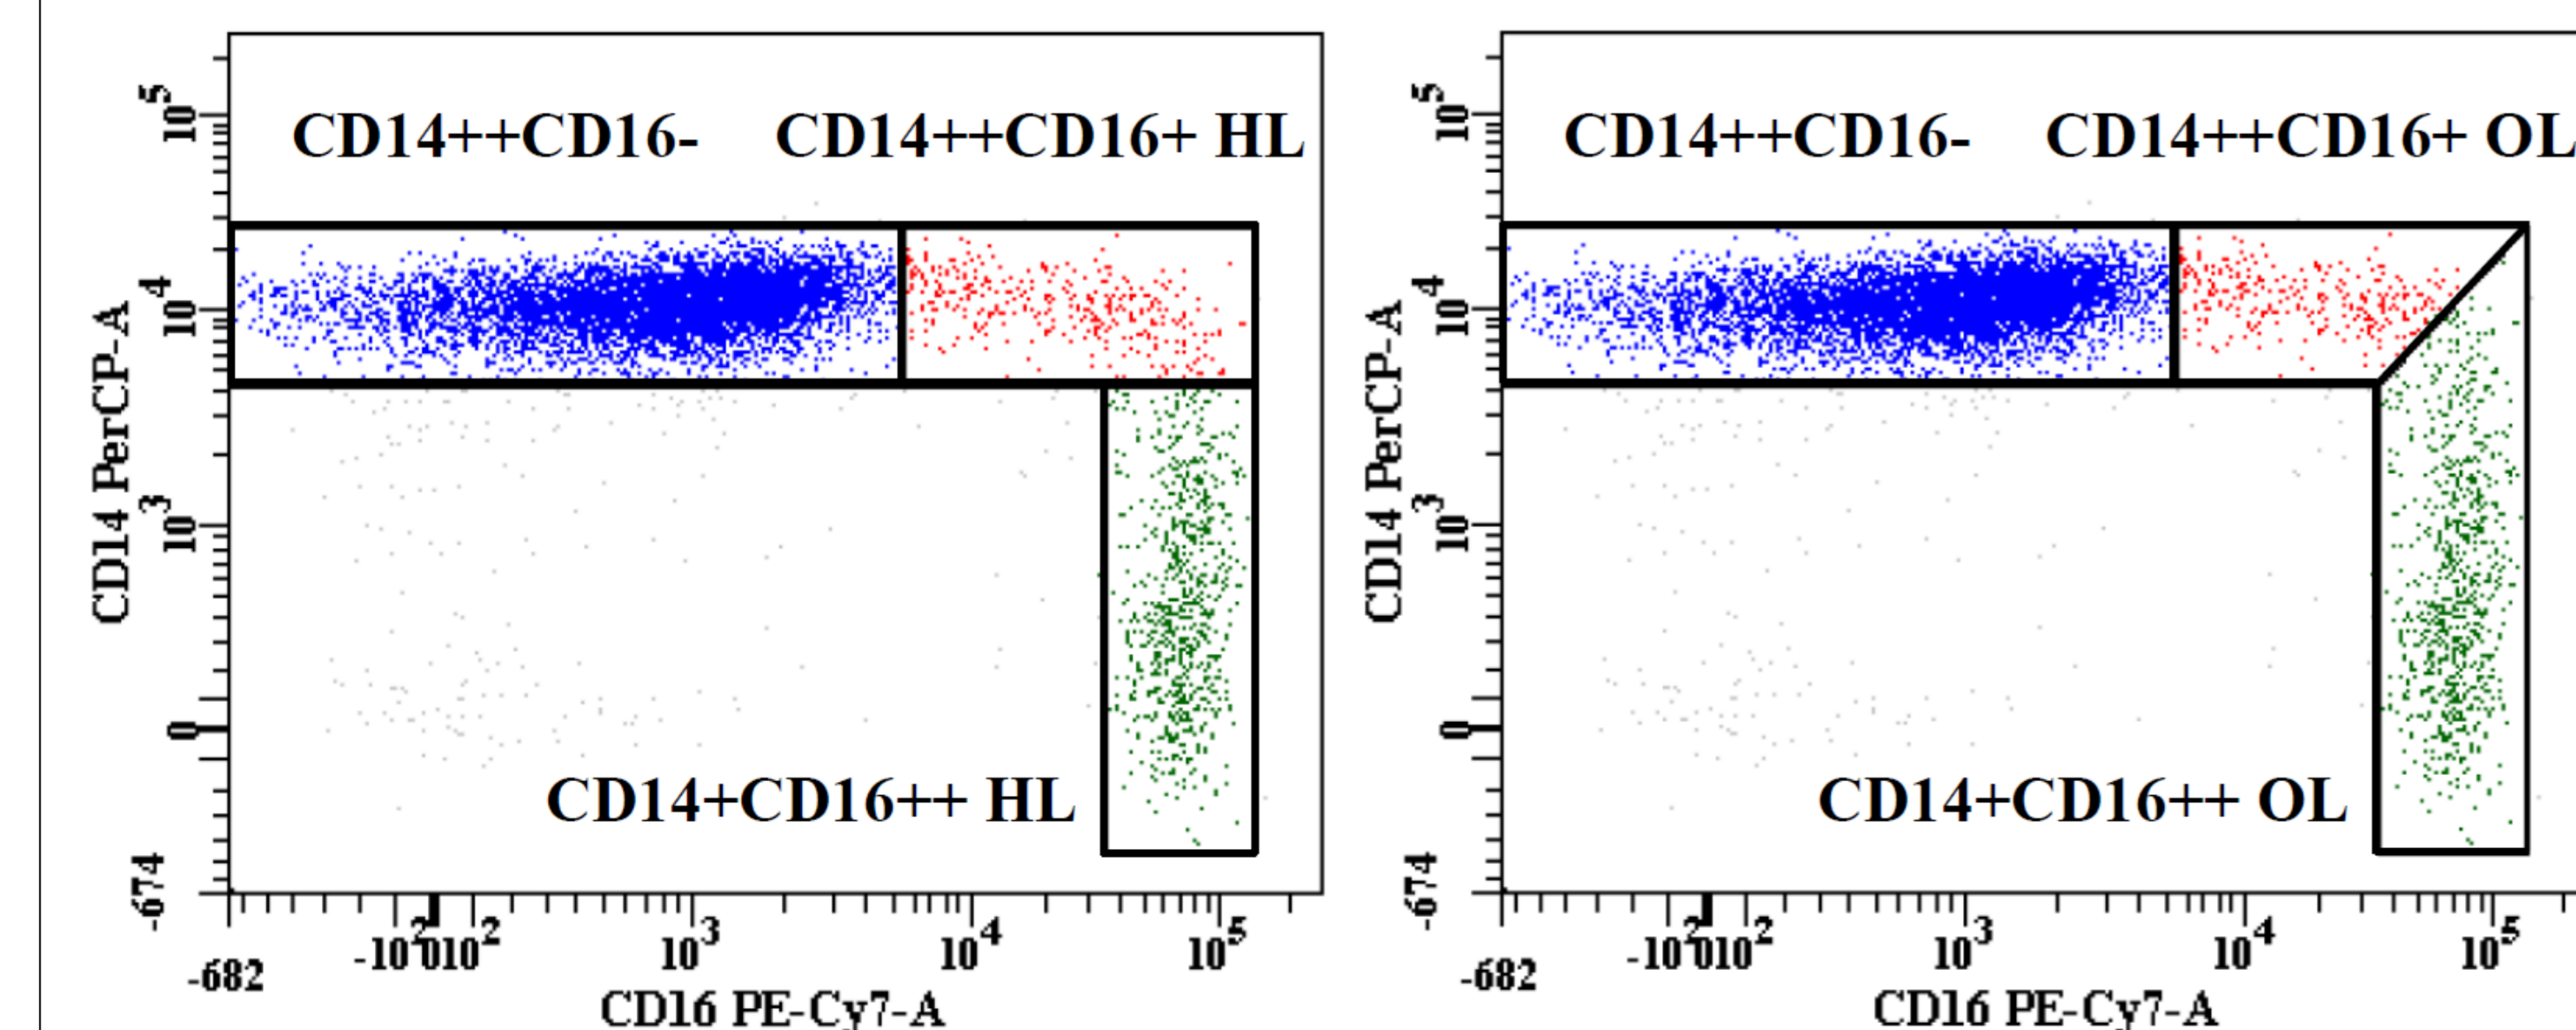 CD14++CD16- CD14++CD16+ HL
10^5
10^4
10^3
0
-674
CD14 PerCP-A
CD14+CD16++ HL
-682
-10^2 0 10^2 10^3 10^4 10^5
CD16 PE-Cy7-A
CD14++CD16- CD14++CD16+ OL
10^5
10^4
10^3
0
-674
CD14 PerCP-A
CD14+CD16++ OL
-682
-10^2 0 10^2 10^3 10^4 10^5
CD16 PE-Cy7-A